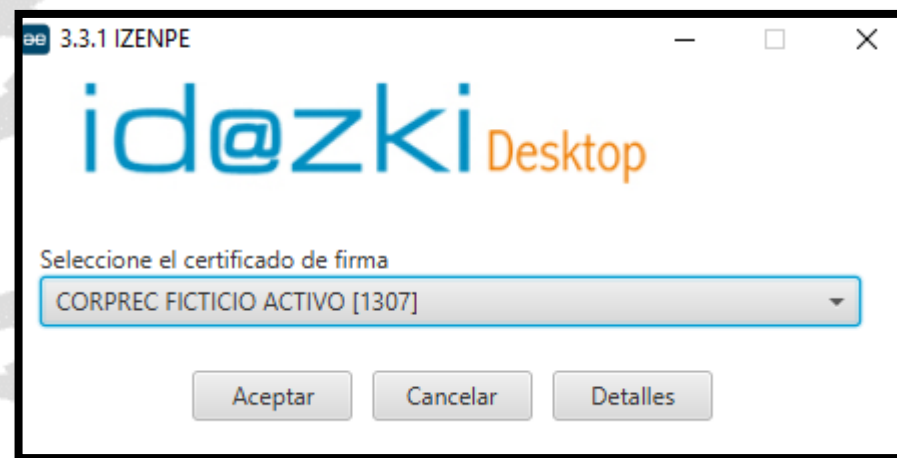 3.3.1 IZENPE
id@zki Desktop
Seleccione el certificado de firma
CORPREC FICTICIO ACTIVO [1307]
Aceptar Cancelar Detalles